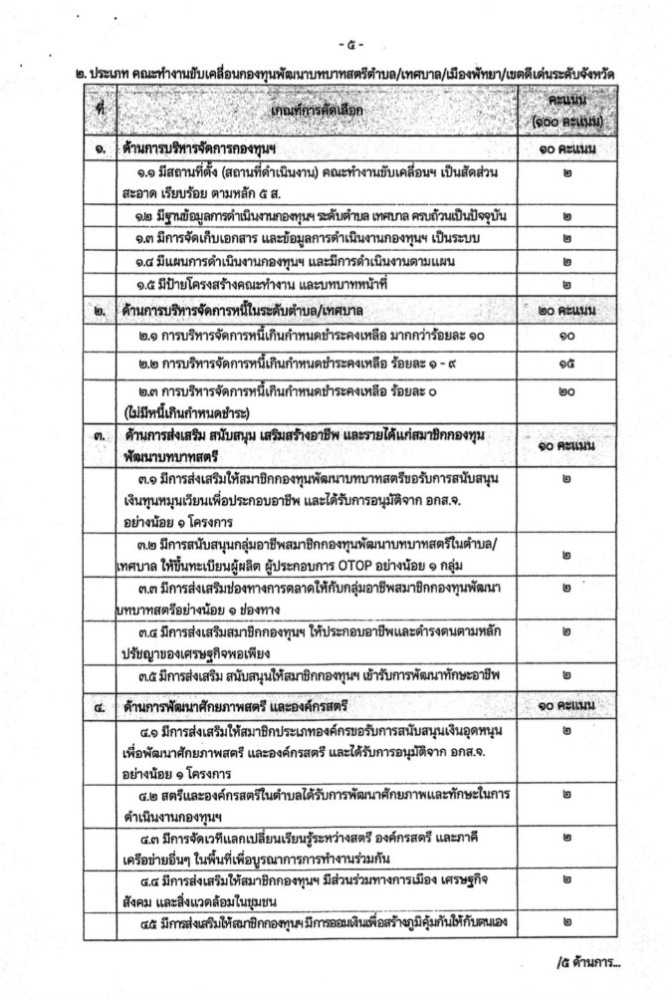 - ๕ -
๒. ประเภท คณะทำงานขับเคลื่อนกองทุนพัฒนาบทบาทสตรีตำบล/เทศบาล/เมืองพัทยา/เขตดีเด่นระดับจังหวัด
ที่ เกณฑ์การคัดเลือก คะแนน
(๑๐๐ คะแนน)
๑. ด้านการบริหารจัดการกองทุนฯ ๑๐ คะแนน
๑.๑ มีสถานที่ตั้ง (สถานที่ดำเนินงาน) คณะทำงานขับเคลื่อนฯ เป็นสัดส่วน ๒
สะอาด เรียบร้อย ตามหลัก ๕ ส.
๑.๒ มีฐานข้อมูลการดำเนินงานกองทุนฯ ระดับตำบล เทศบาล ครบถ้วนเป็นปัจจุบัน ๒
๑.๓ มีการจัดเก็บเอกสาร และข้อมูลการดำเนินงานกองทุนฯ เป็นระบบ ๒
๑.๔ มีแผนการดำเนินงานกองทุนฯ และมีการดำเนินงานตามแผน ๒
๑.๕ มีป้ายโครงสร้างคณะทำงาน และบทบาทหน้าที่ ๒
๒. ด้านการบริหารจัดการหนี้ในระดับตำบล/เทศบาล ๒๐ คะแนน
๒.๑ การบริหารจัดการหนี้เกินกำหนดชำระคงเหลือ มากกว่าร้อยละ ๑๐ ๑๐
๒.๒ การบริหารจัดการหนี้เกินกำหนดชำระคงเหลือ ร้อยละ ๑ - ๙ ๑๕
๒.๓ การบริหารจัดการหนี้เกินกำหนดชำระคงเหลือ ร้อยละ ๐ ๒๐
(ไม่มีหนี้เกินกำหนดชำระ)
๓. ด้านการส่งเสริม สนับสนุน เสริมสร้างอาชีพ และรายได้แก่สมาชิกกองทุน ๑๐ คะแนน
พัฒนาบทบาทสตรี
๓.๑ มีการส่งเสริมให้สมาชิกกองทุนพัฒนาบทบาทสตรีขอรับการสนับสนุน ๒
เงินทุนหมุนเวียนเพื่อประกอบอาชีพ และได้รับการอนุมัติจาก อกส.จ.
อย่างน้อย ๑ โครงการ
๓.๒ มีการสนับสนุนกลุ่มอาชีพสมาชิกกองทุนพัฒนาบทบาทสตรีในตำบล/ ๒
เทศบาล ให้ขึ้นทะเบียนผู้ผลิต ผู้ประกอบการ OTOP อย่างน้อย ๑ กลุ่ม
๓.๓ มีการส่งเสริมช่องทางการตลาดให้กับกลุ่มอาชีพสมาชิกกองทุนพัฒนา ๒
บทบาทสตรีอย่างน้อย ๑ ช่องทาง
๓.๔ มีการส่งเสริมสมาชิกกองทุนฯ ให้ประกอบอาชีพและดำรงตนตามหลัก ๒
ปรัชญาของเศรษฐกิจพอเพียง
๓.๕ มีการส่งเสริม สนับสนุนให้สมาชิกกองทุนฯ เข้ารับการพัฒนาทักษะอาชีพ ๒
๔. ด้านการพัฒนาศักยภาพสตรี และองค์กรสตรี ๑๐ คะแนน
๔.๑ มีการส่งเสริมให้สมาชิกประเภทองค์กรขอรับการสนับสนุนเงินอุดหนุน ๒
เพื่อพัฒนาศักยภาพสตรี และองค์กรสตรี และได้รับการอนุมัติจาก อกส.จ.
อย่างน้อย ๑ โครงการ
๔.๒ สตรีและองค์กรสตรีในตำบลได้รับการพัฒนาศักยภาพและทักษะในการ ๒
ดำเนินงานกองทุนฯ
๔.๓ มีการจัดเวทีแลกเปลี่ยนเรียนรู้ระหว่างสตรี องค์กรสตรี และภาคี ๒
เครือข่ายอื่นๆ ในพื้นที่เพื่อบูรณาการการทำงานร่วมกัน
๔.๔ มีการส่งเสริมให้สมาชิกกองทุนฯ มีส่วนร่วมทางการเมือง เศรษฐกิจ ๒
สังคม และสิ่งแวดล้อมในชุมชน
๔.๕ มีการส่งเสริมให้สมาชิกกองทุนฯ มีการออมเงินเพื่อสร้างภูมิคุ้มกันให้กับตนเอง ๒
/๕ ด้านการ...